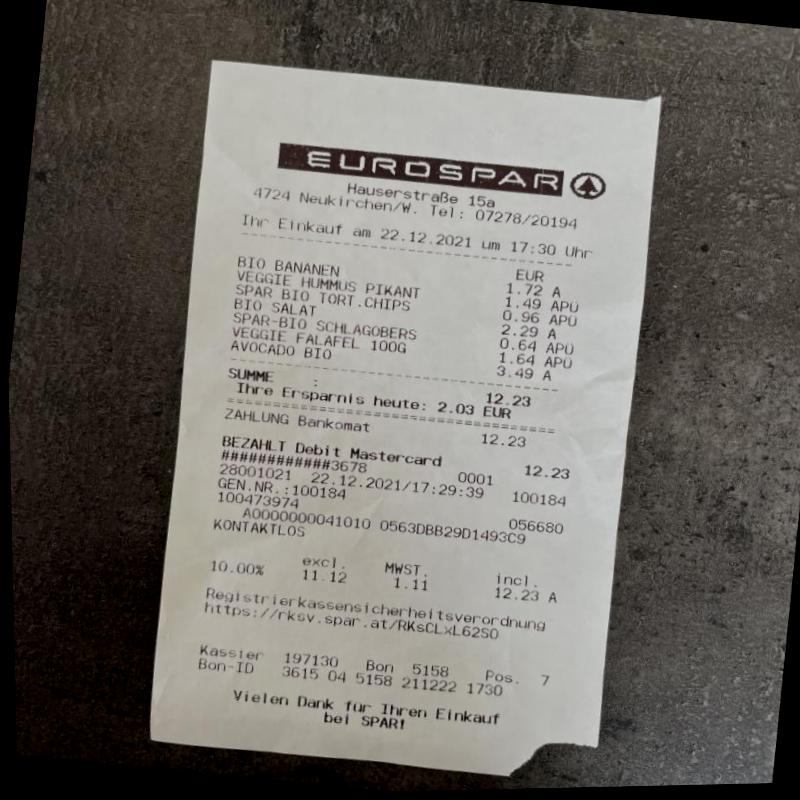 EUROSPAR
Hauserstraße 15a
4724 Neukirchen/W. Tel: 07278/20194
Ihr Einkauf am 22.12.2021 um 17:30 Uhr
EUR
BIO BANANEN 1.72 A
VEGGIE HUMMUS PIKANT 1.49 APÜ
SPAR BIO TORT.CHIPS 0.96 APÜ
BIO SALAT 2.29 A
SPAR-BIO SCHLAGOBERS 0.64 APÜ
VEGGIE FALAFEL 100G 1.64 APÜ
AVOCADO BIO 3.49 A
SUMME : 12.23
Ihre Ersparnis heute: 2.03 EUR
=====================================
ZAHLUNG Bankomat 12.23
BEZAHLT Debit Mastercard 12.23
############3678 0001
28001021 22.12.2021/17:29:39 100184
GEN.NR.:100184
100473974 056680
A0000000041010 0563DBB29D1493C9
KONTAKTLOS
excl. MWST. incl.
10.00% 11.12 1.11 12.23 A
Registrierkassensicherheitsverordnung
https://rksv.spar.at/RKsCLxL62S0
Kassier 197130 Bon 5158 Pos. 7
Bon-ID 3615 04 5158 211222 1730
Vielen Dank für Ihren Einkauf
bei SPAR!